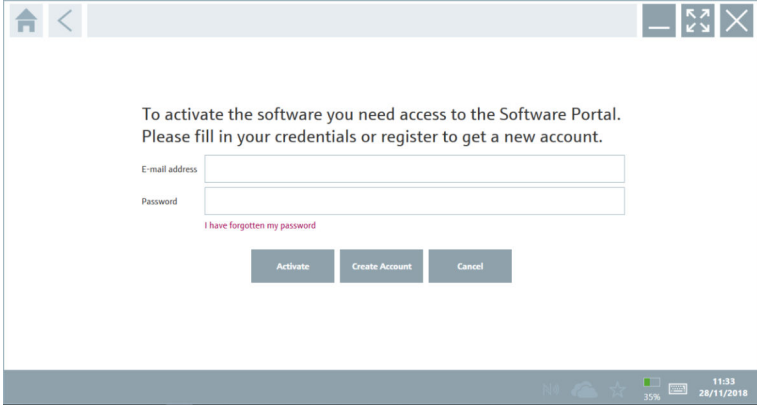 To activate the software you need access to the Software Portal.
Please fill in your credentials or register to get a new account.
E-mail address
Password
I have forgotten my password
Activate Create Account Cancel
35%
11:33
28/11/2018